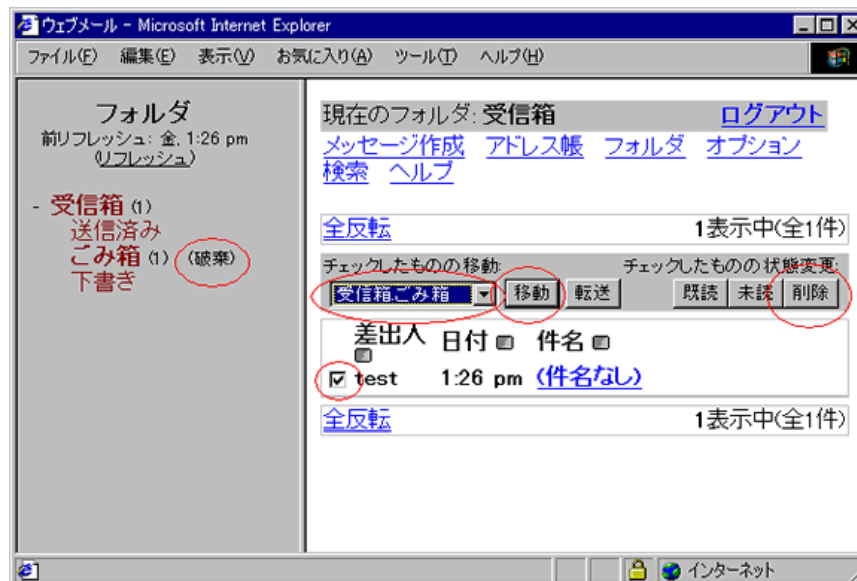 ウェブメール - Microsoft Internet Explorer
ファイル(F) 編集(E) 表示(V) お気に入り(A) ツール(T) ヘルプ(H)
フォルダ
前リフレッシュ: 金, 1:26 pm
(リフレッシュ)
- 受信箱 (1)
送信済み
ごみ箱 (1) (破棄)
下書き
現在のフォルダ: 受信箱 ログアウト
メッセージ作成 アドレス帳 フォルダ オプション
検索 ヘルプ
全反転 1表示中(全1件)
チェックしたものの移動: チェックしたものの状態変更:
受信箱ごみ箱 移動 転送 既読 未読 削除
差出人 日付 件名
test 1:26 pm (件名なし)
全反転 1表示中(全1件)
インターネット